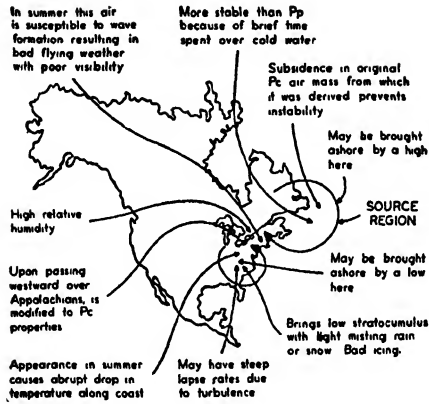 In summer this air
is susceptible to wave
formation resulting in
bad flying weather
with poor visibility
More stable than Pp
because of brief time
spent over cold water
Subsidence in original
Pc air mass from which
it was derived prevents
instability
May be brought
ashore by a high
here
SOURCE
REGION
High relative
humidity
May be brought
ashore by a low
here
Upon passing
westward over
Appalachians, is
modified to Pc
properties
Brings low stratocumulus
with light misting rain
or snow Bad icing.
Appearance in summer
causes abrupt drop in
temperature along coast
May have steep
lapse rates due
to turbulence